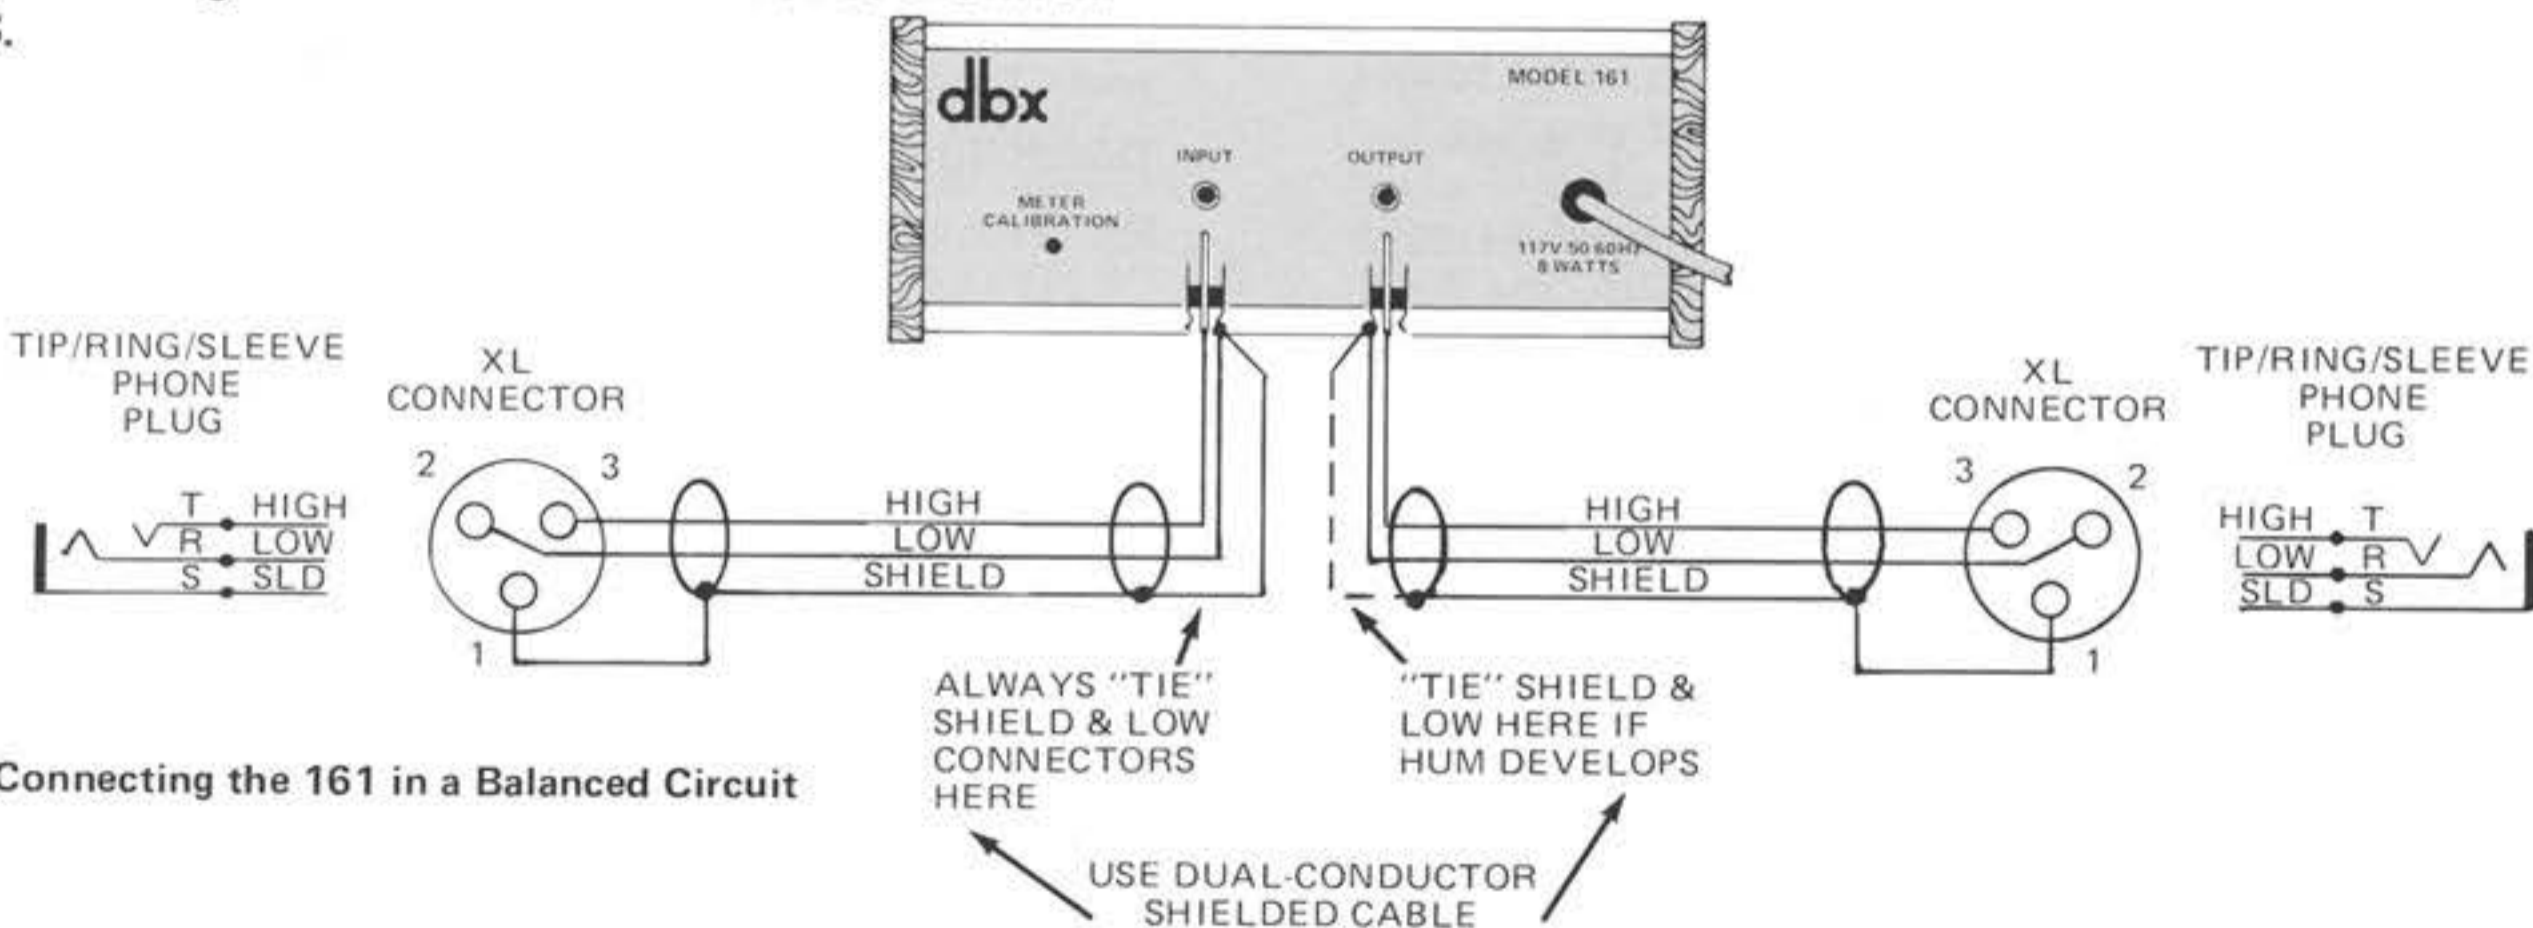 dbx
MODEL 161
INPUT
OUTPUT
METER
CALIBRATION
117V 50 60Hz
8 WATTS
TIP/RING/SLEEVE
PHONE
PLUG
XL
CONNECTOR
XL
CONNECTOR
TIP/RING/SLEEVE
PHONE
PLUG
2
3
T HIGH
R LOW
S SLD
1
HIGH
LOW
SHIELD
HIGH
LOW
SHIELD
3
2
1
HIGH T
LOW R
SLD S
ALWAYS "TIE"
SHIELD & LOW
CONNECTORS
HERE
"TIE" SHIELD &
LOW HERE IF
HUM DEVELOPS
Connecting the 161 in a Balanced Circuit
USE DUAL-CONDUCTOR
SHIELDED CABLE